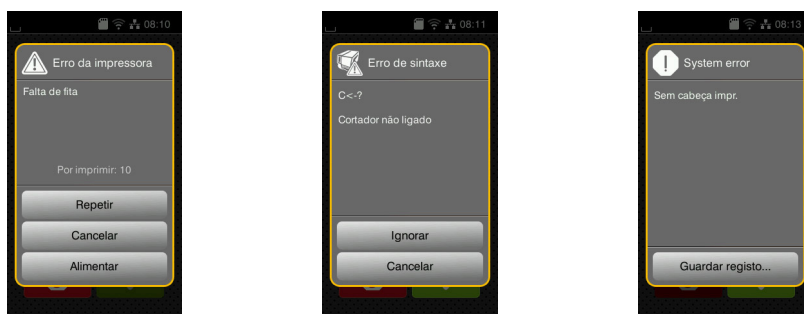 08:10
Erro da impressora
Falta de fita
Por imprimir: 10
Repetir
Cancelar
Alimentar
08:11
Erro de sintaxe
C<-?
Cortador não ligado
Ignorar
Cancelar
08:13
System error
Sem cabeça impr.
Guardar registo...